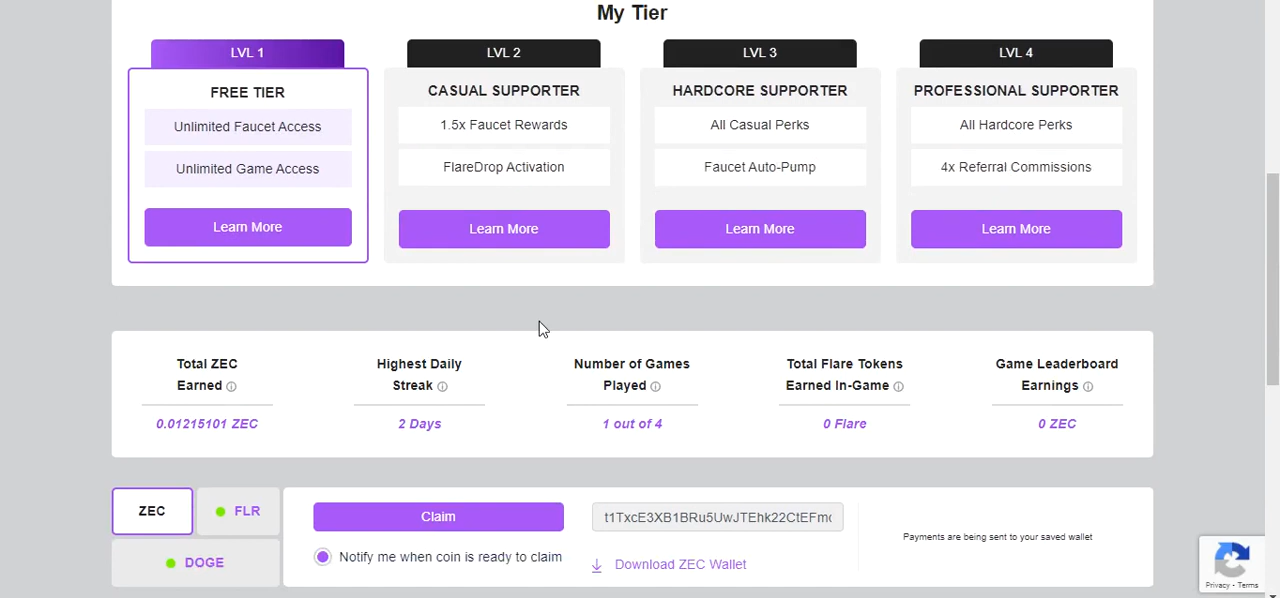 My Tier
LVL 1
LVL 2
LVL 3
LVL 4
FREE TIER
CASUAL SUPPORTER
HARDCORE SUPPORTER
PROFESSIONAL SUPPORTER
Unlimited Faucet Access
1.5x Faucet Rewards
All Casual Perks
All Hardcore Perks
Unlimited Game Access
FlareDrop Activation
Faucet Auto-Pump
4x Referral Commissions
Learn More
Learn More
Learn More
Learn More
Total ZEC
Earned
0.01215101 ZEC
Highest Daily
Streak
2 Days
Number of Games
Played
1 out of 4
Total Flare Tokens
Earned In-Game
0 Flare
Game Leaderboard
Earnings
0 ZEC
ZEC
FLR
DOGE
Claim
Notify me when coin is ready to claim
t1TxcE3XB1BRu5UwJTEhk22CtEFm
Download ZEC Wallet
Payments are being sent to your saved wallet
Privacy - Terms